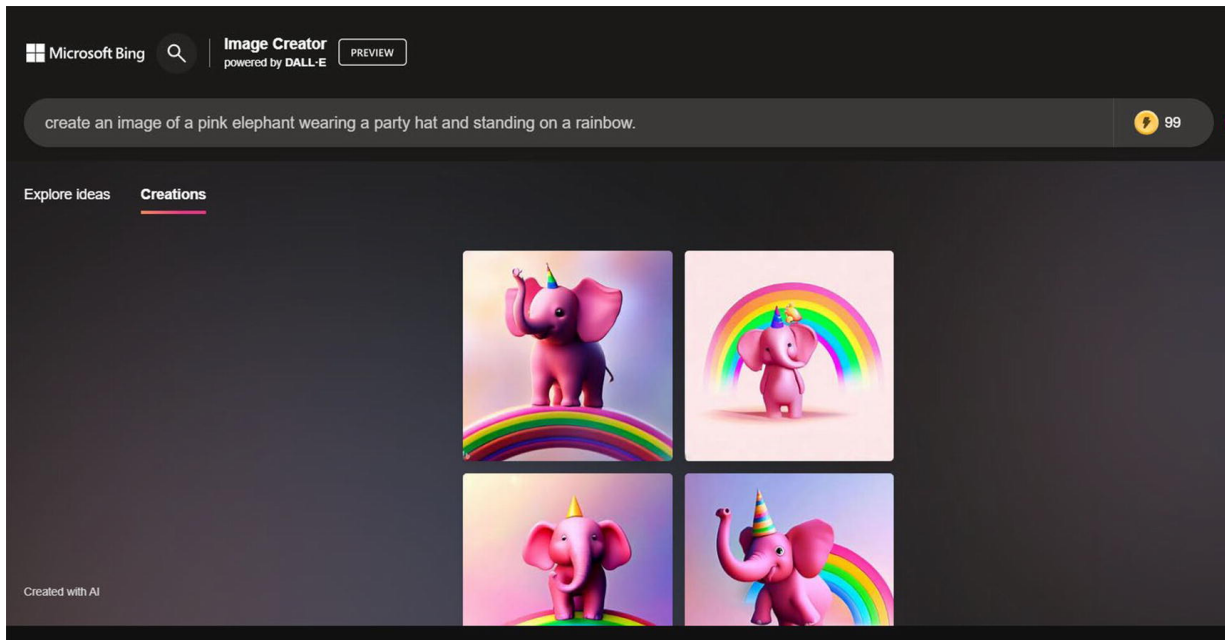 Microsoft Bing
Image Creator
powered by DALL·E
PREVIEW
create an image of a pink elephant wearing a party hat and standing on a rainbow.
99
Explore ideas
Creations
Created with AI